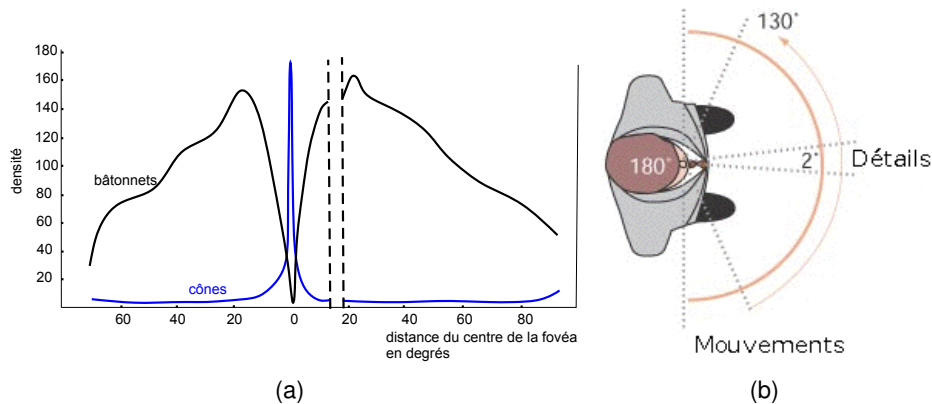 180
160
140
120
100
80
60
40
20
densité
bâtonnets
cônes
60 40 20 0 20 40 60 80
distance du centre de la fovéa
en degrés
(a)
130°
180°
2°
Détails
Mouvements
(b)